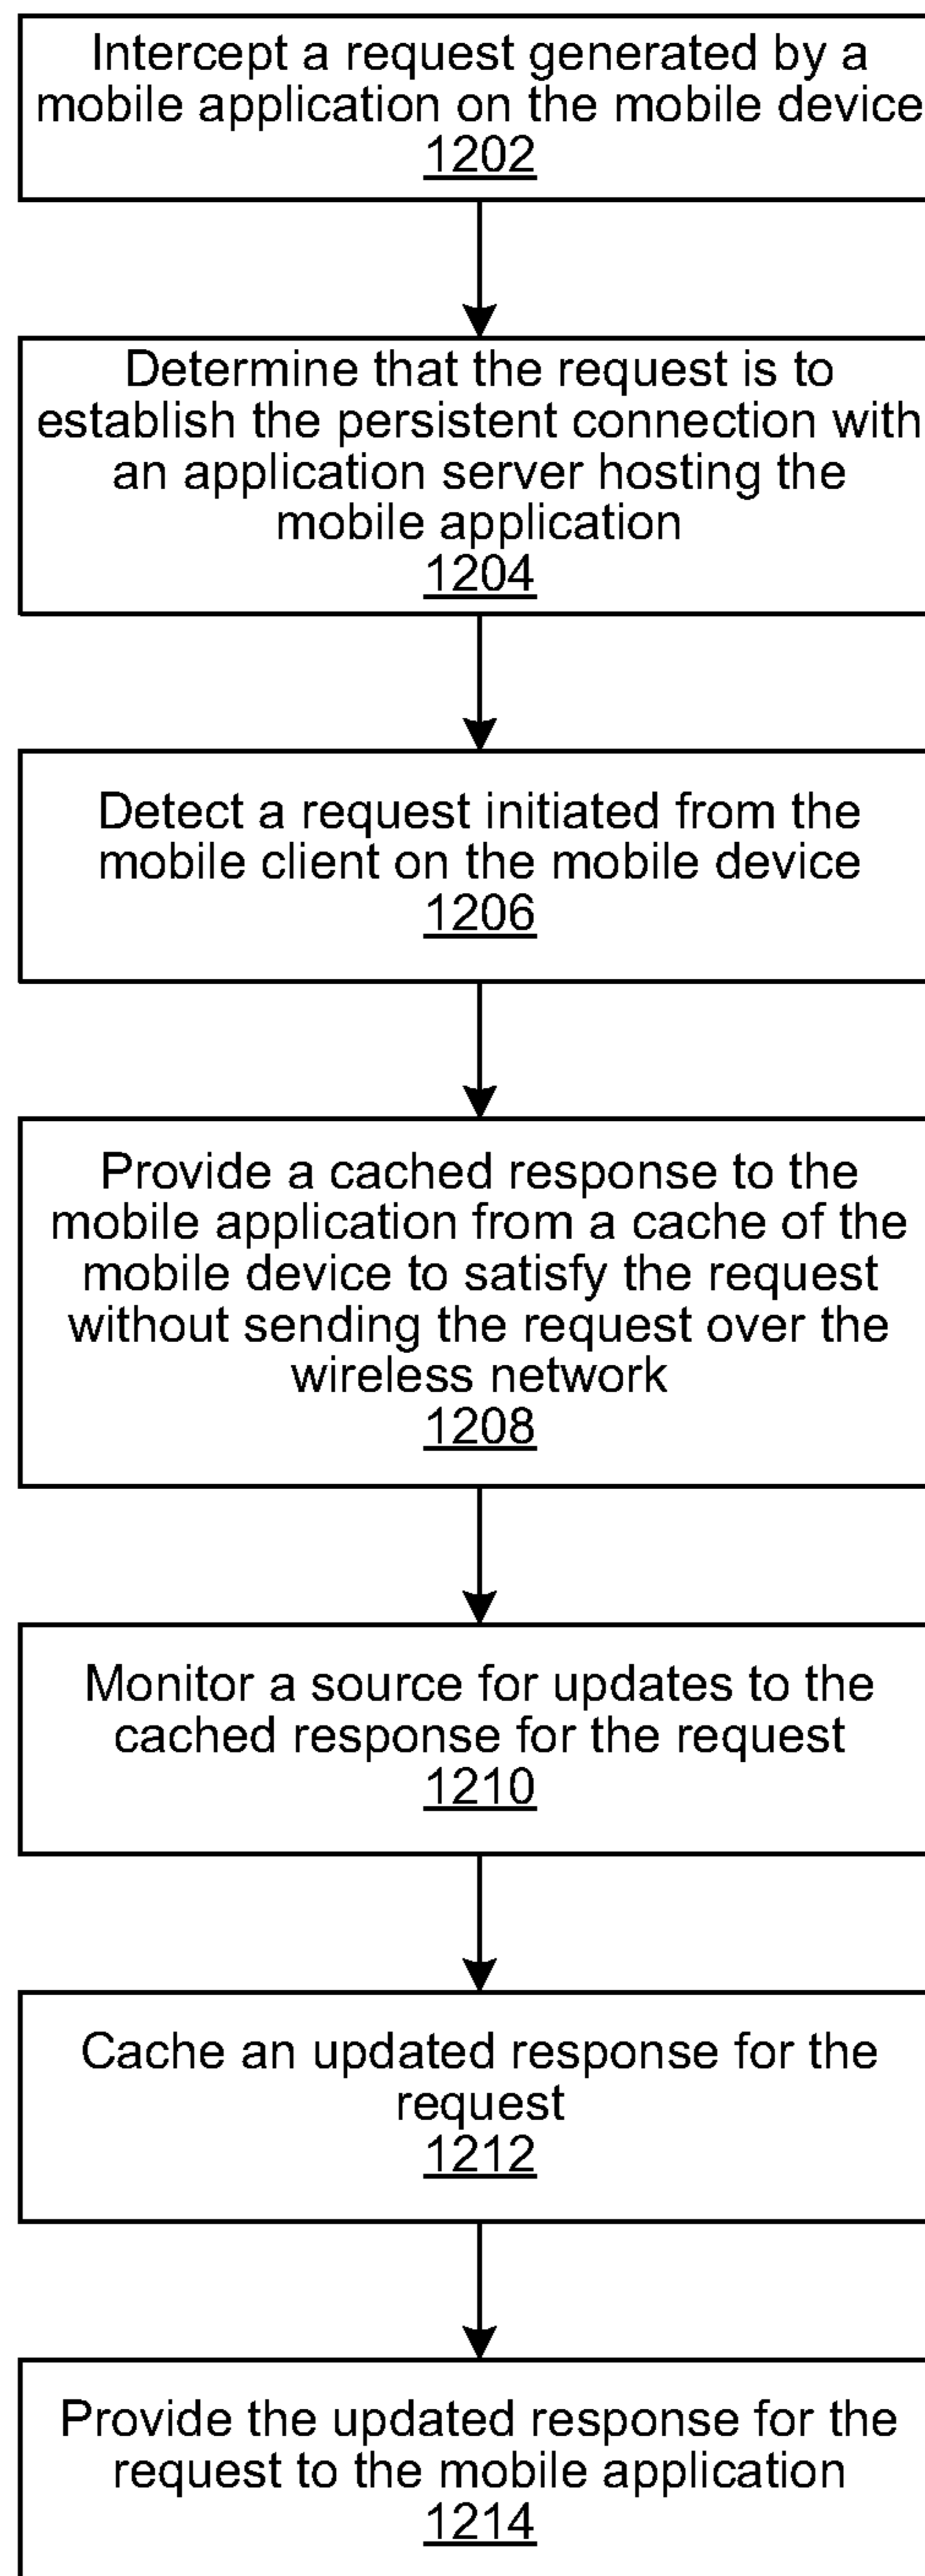 Intercept a request generated by a
mobile application on the mobile device
1202
Determine that the request is to
establish the persistent connection with
an application server hosting the
mobile application
1204
Detect a request initiated from the
mobile client on the mobile device
1206
Provide a cached response to the
mobile application from a cache of the
mobile device to satisfy the request
without sending the request over the
wireless network
1208
Monitor a source for updates to the
cached response for the request
1210
Cache an updated response for the
request
1212
Provide the updated response for the
request to the mobile application
1214